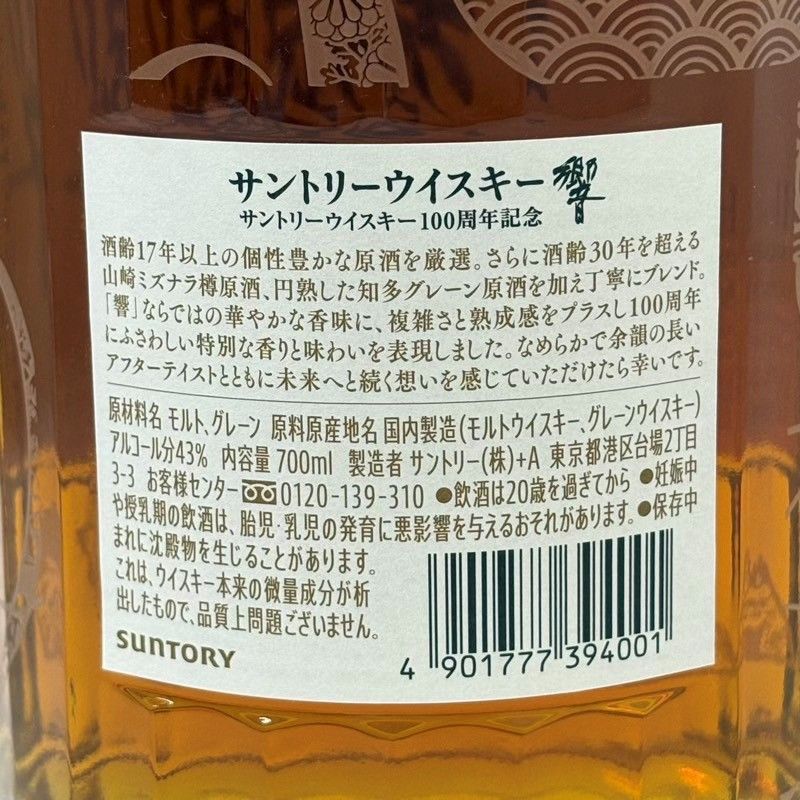 サントリーウイスキー 響
サントリーウイスキー100周年記念
酒齢17年以上の個性豊かな原酒を厳選。さらに酒齢30年を超える
山崎ミズナラ樽原酒、円熟した知多グレーン原酒を加え丁寧にブレンド。
「響」ならではの華やかな香味に、複雑さと熟成感をプラスし100周年
にふさわしい特別な香りと味わいを表現しました。なめらかで余韻の長い
アフターテイストとともに未来へと続く想いを感じていただけたら幸いです。
原材料名 モルト、グレーン 原料原産地名 国内製造(モルトウイスキー、グレーンウイスキー)
アルコール分43% 内容量 700ml 製造者 サントリー(株)+A 東京都港区台場2丁目
3-3 お客様センター 0120-139-310 ●飲酒は20歳を過ぎてから ●妊娠中
や授乳期の飲酒は、胎児・乳児の発育に悪影響を与えるおそれがあります。●保存中
まれに沈殿物を生じることがあります。
これは、ウイスキー本来の微量成分が析
出したもので、品質上問題ございません。
SUNTORY
4 901777 394001